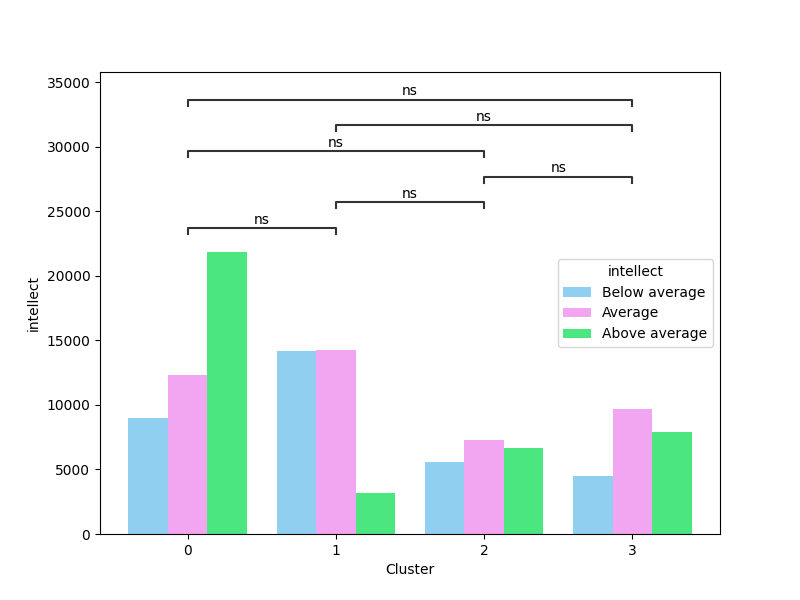 35000
30000
25000
20000
15000
10000
5000
0
intellect
ns
ns
ns
ns
ns
ns
intellect
Below average
Average
Above average
0 1 2 3
Cluster